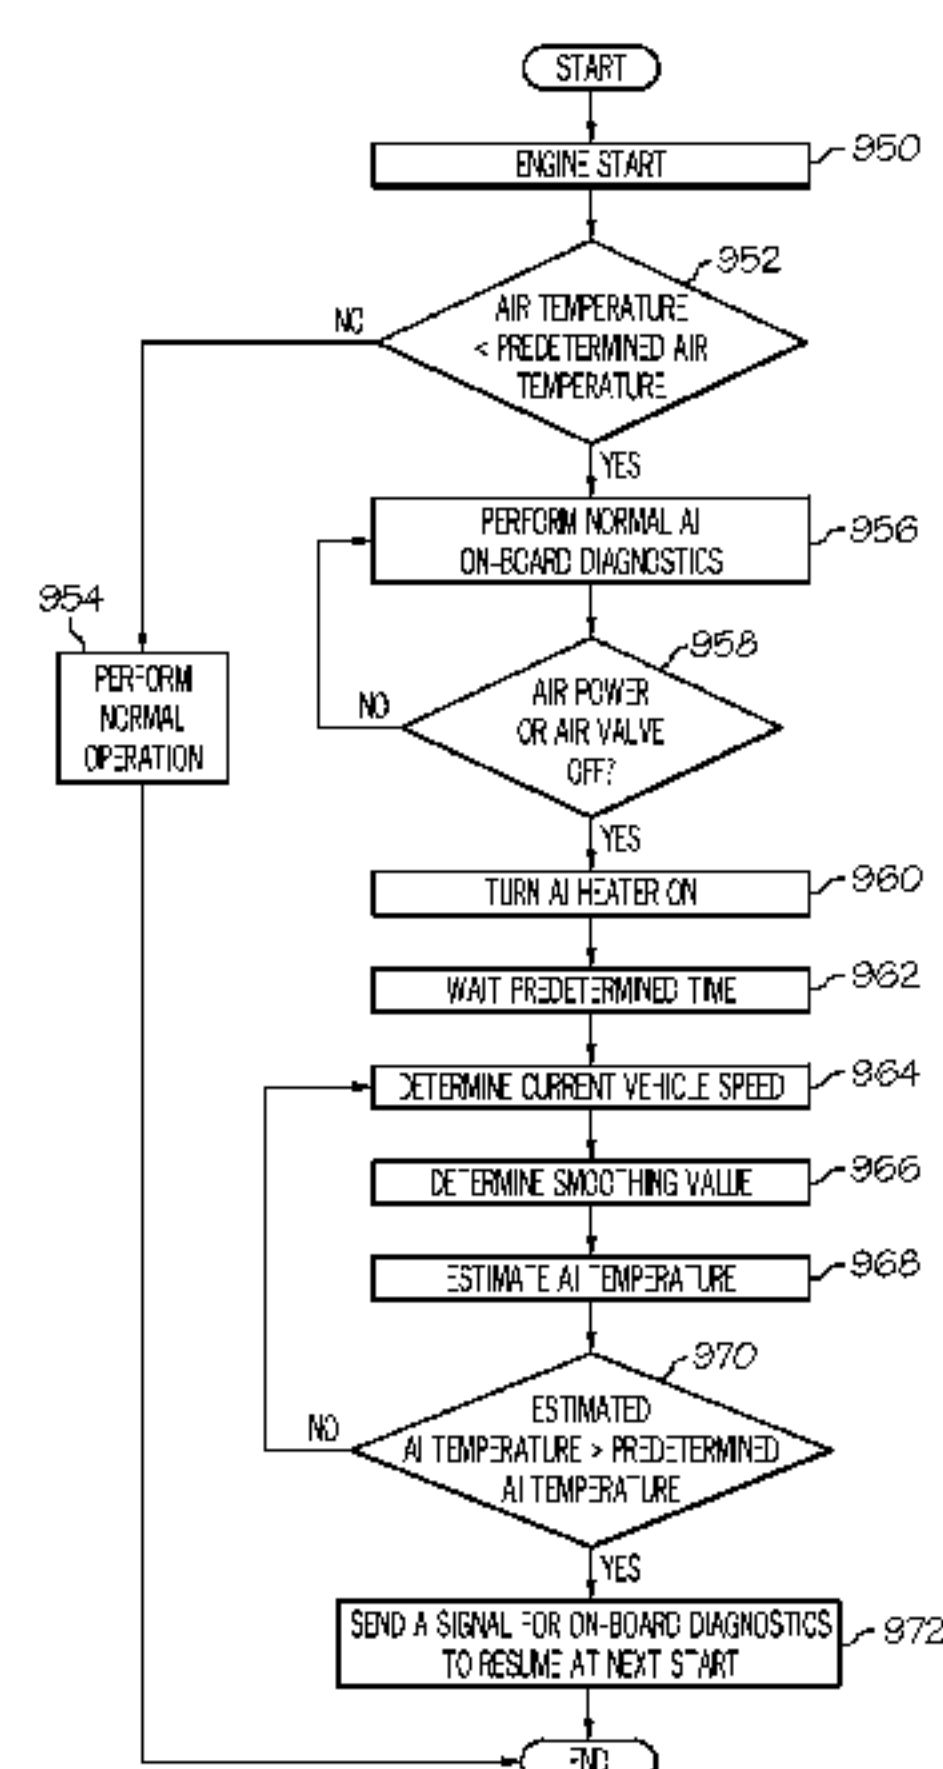 START
ENGINE START
950
952
AIR TEMPERATURE
< PREDETERMINED AIR
TEMPERATURE
NO
YES
PERFORM NORMAL AI
ON-BOARD DIAGNOSTICS
956
954
PERFORM
NORMAL
OPERATION
958
AIR POWER
OR AIR VALVE
OFF?
NO
YES
TURN AI HEATER ON
960
WAIT PREDETERMINED TIME
962
DETERMINE CURRENT VEHICLE SPEED
964
DETERMINE SMOOTHING VALUE
966
ESTIMATE AI TEMPERATURE
968
970
ESTIMATED
AI TEMPERATURE > PREDETERMINED
AI TEMPERATURE
NO
YES
SEND A SIGNAL FOR ON-BOARD DIAGNOSTICS
TO RESUME AT NEXT START
972
END